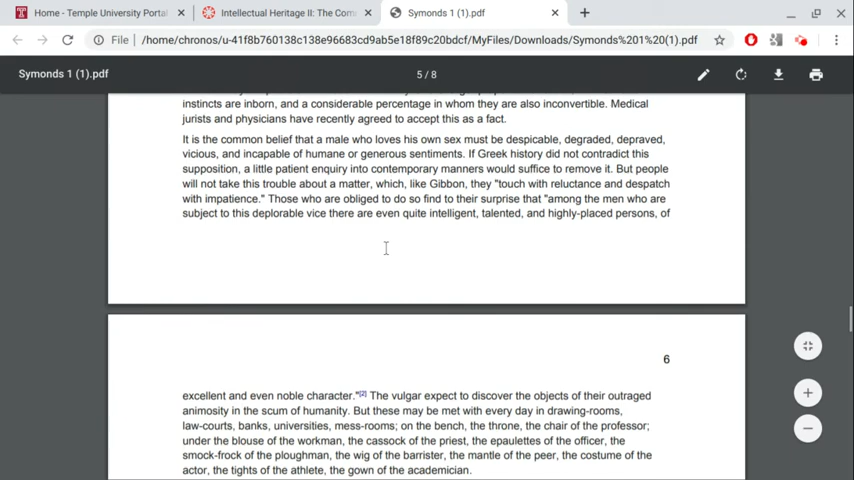 Home - Temple University Portal
Intellectual Heritage II: The Com
Symonds 1 (1).pdf
File /home/chronos/u-41f8b760138c138e96683cd9ab5e18f89c20bdcf/MyFiles/Downloads/Symonds%201%20(1).pdf
Symonds 1 (1).pdf 5 / 8
instincts are inborn, and a considerable percentage in whom they are also inconvertible. Medical
jurists and physicians have recently agreed to accept this as a fact.
It is the common belief that a male who loves his own sex must be despicable, degraded, depraved,
vicious, and incapable of humane or generous sentiments. If Greek history did not contradict this
supposition, a little patient enquiry into contemporary manners would suffice to remove it. But people
will not take this trouble about a matter, which, like Gibbon, they "touch with reluctance and despatch
with impatience." Those who are obliged to do so find to their surprise that "among the men who are
subject to this deplorable vice there are even quite intelligent, talented, and highly-placed persons, of
6
excellent and even noble character."[2] The vulgar expect to discover the objects of their outraged
animosity in the scum of humanity. But these may be met with every day in drawing-rooms,
law-courts, banks, universities, mess-rooms; on the bench, the throne, the chair of the professor;
under the blouse of the workman, the cassock of the priest, the epaulettes of the officer, the
smock-frock of the ploughman, the wig of the barrister, the mantle of the peer, the costume of the
actor, the tights of the athlete, the gown of the academician.